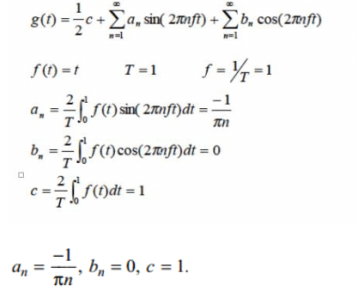 g(t) = 1/2 c + ∑_{n=1}^{∞} a_n sin( 2πnft) + ∑_{n=1}^{∞} b_n cos(2πnft)
f(t) = t T = 1 f = 1/T = 1
a_n = 2/T ∫_0^1 f(t) sin( 2πnft)dt = -1/πn
b_n = 2/T ∫_0^1 f(t) cos(2πnft)dt = 0
c = 2/T ∫_0^1 f(t)dt = 1
a_n = -1/πn, b_n = 0, c = 1.